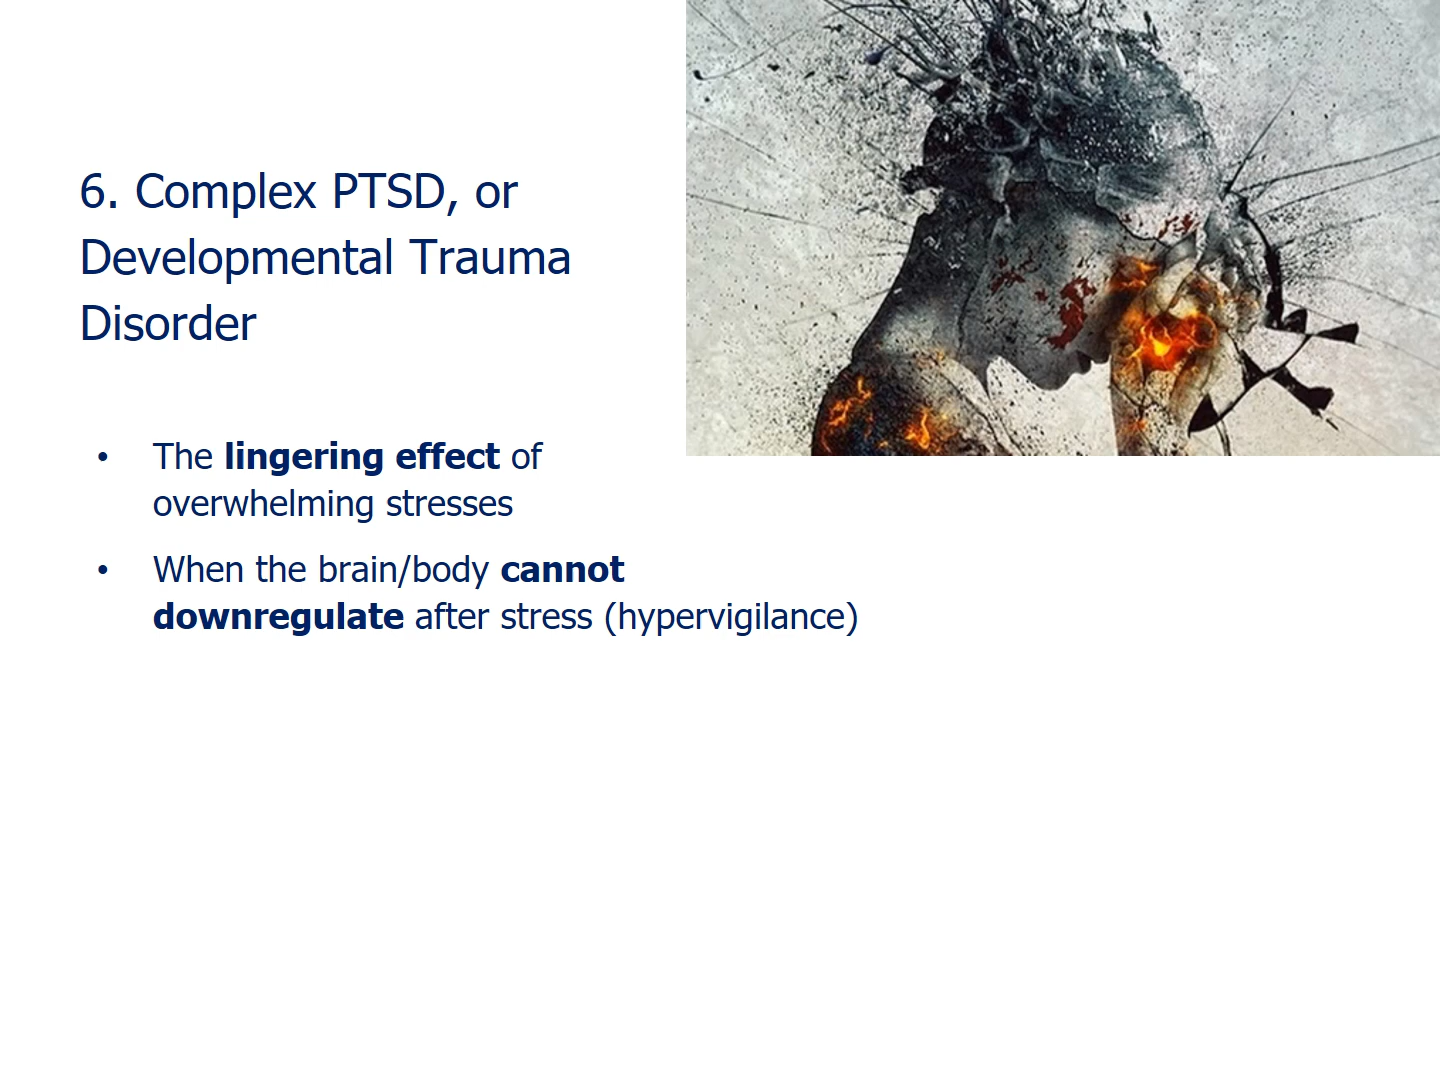 6. Complex PTSD, or
Developmental Trauma
Disorder
• The lingering effect of
overwhelming stresses
• When the brain/body cannot
downregulate after stress (hypervigilance)